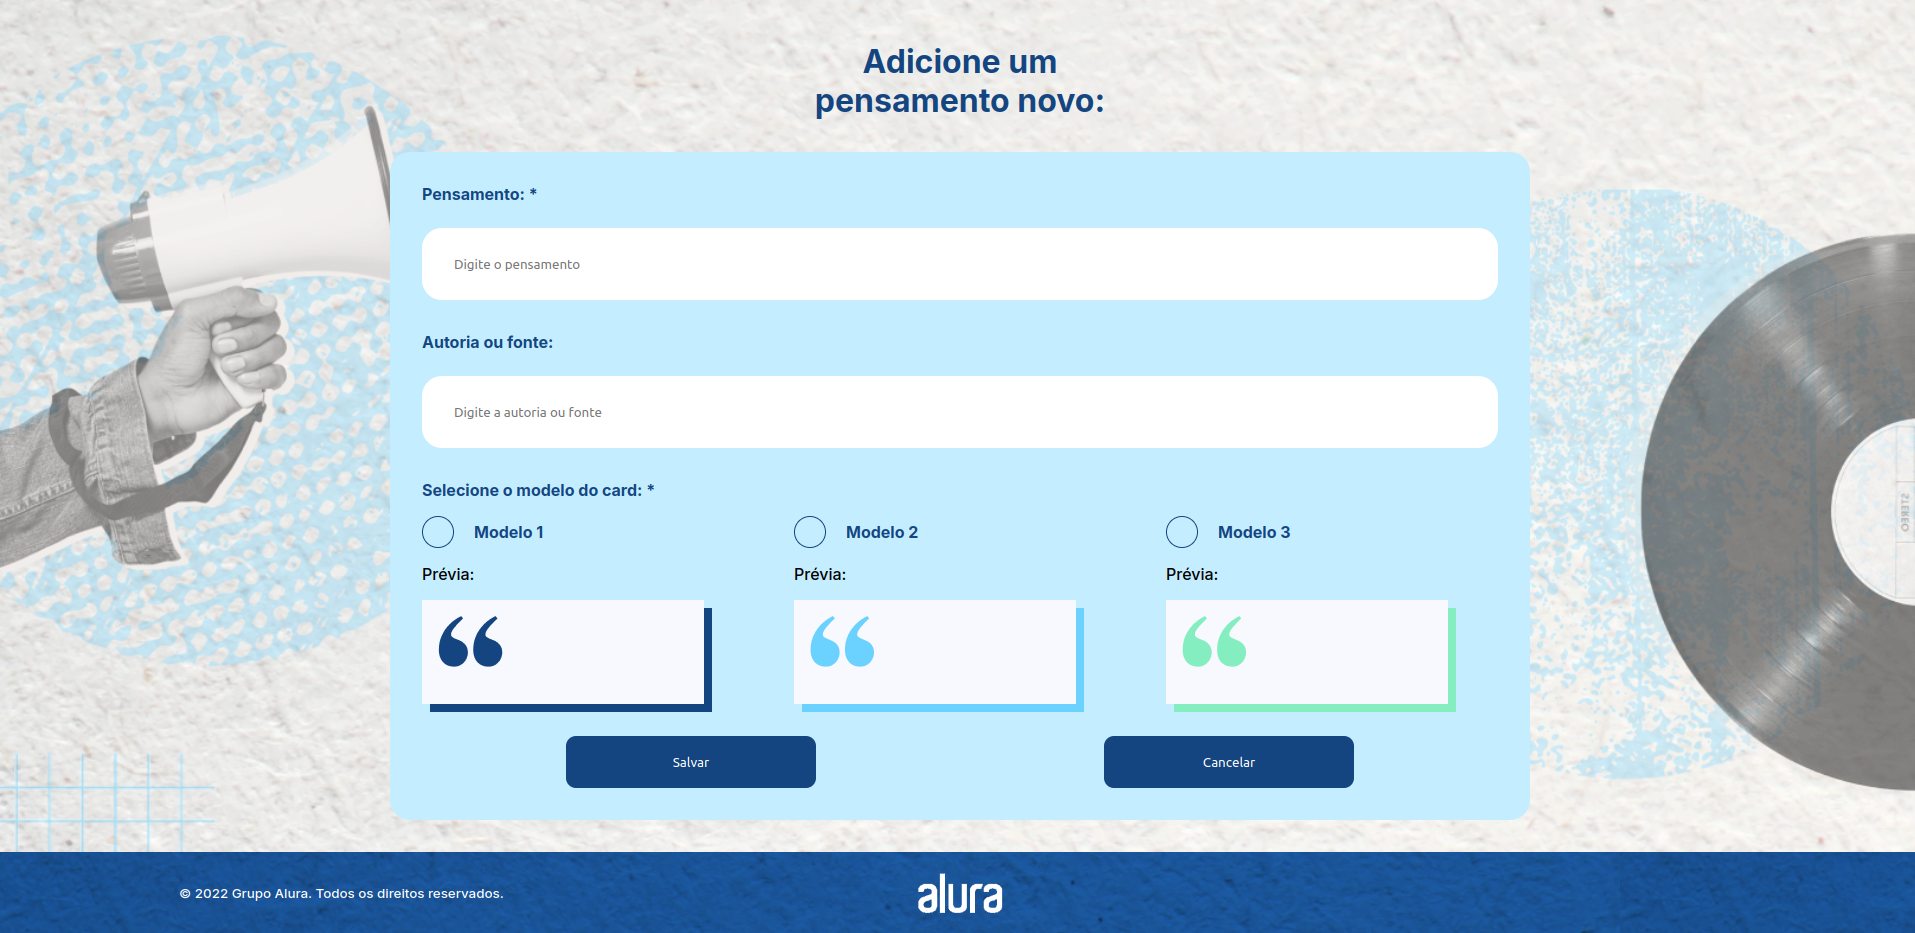 Adicione um
pensamento novo:
Pensamento: *
Digite o pensamento
Autoria ou fonte:
Digite a autoria ou fonte
Selecione o modelo do card: *
Modelo 1
Modelo 2
Modelo 3
Prévia:
Prévia:
Prévia:
“
“
“
Salvar
Cancelar
STEREO
© 2022 Grupo Alura. Todos os direitos reservados.
alura